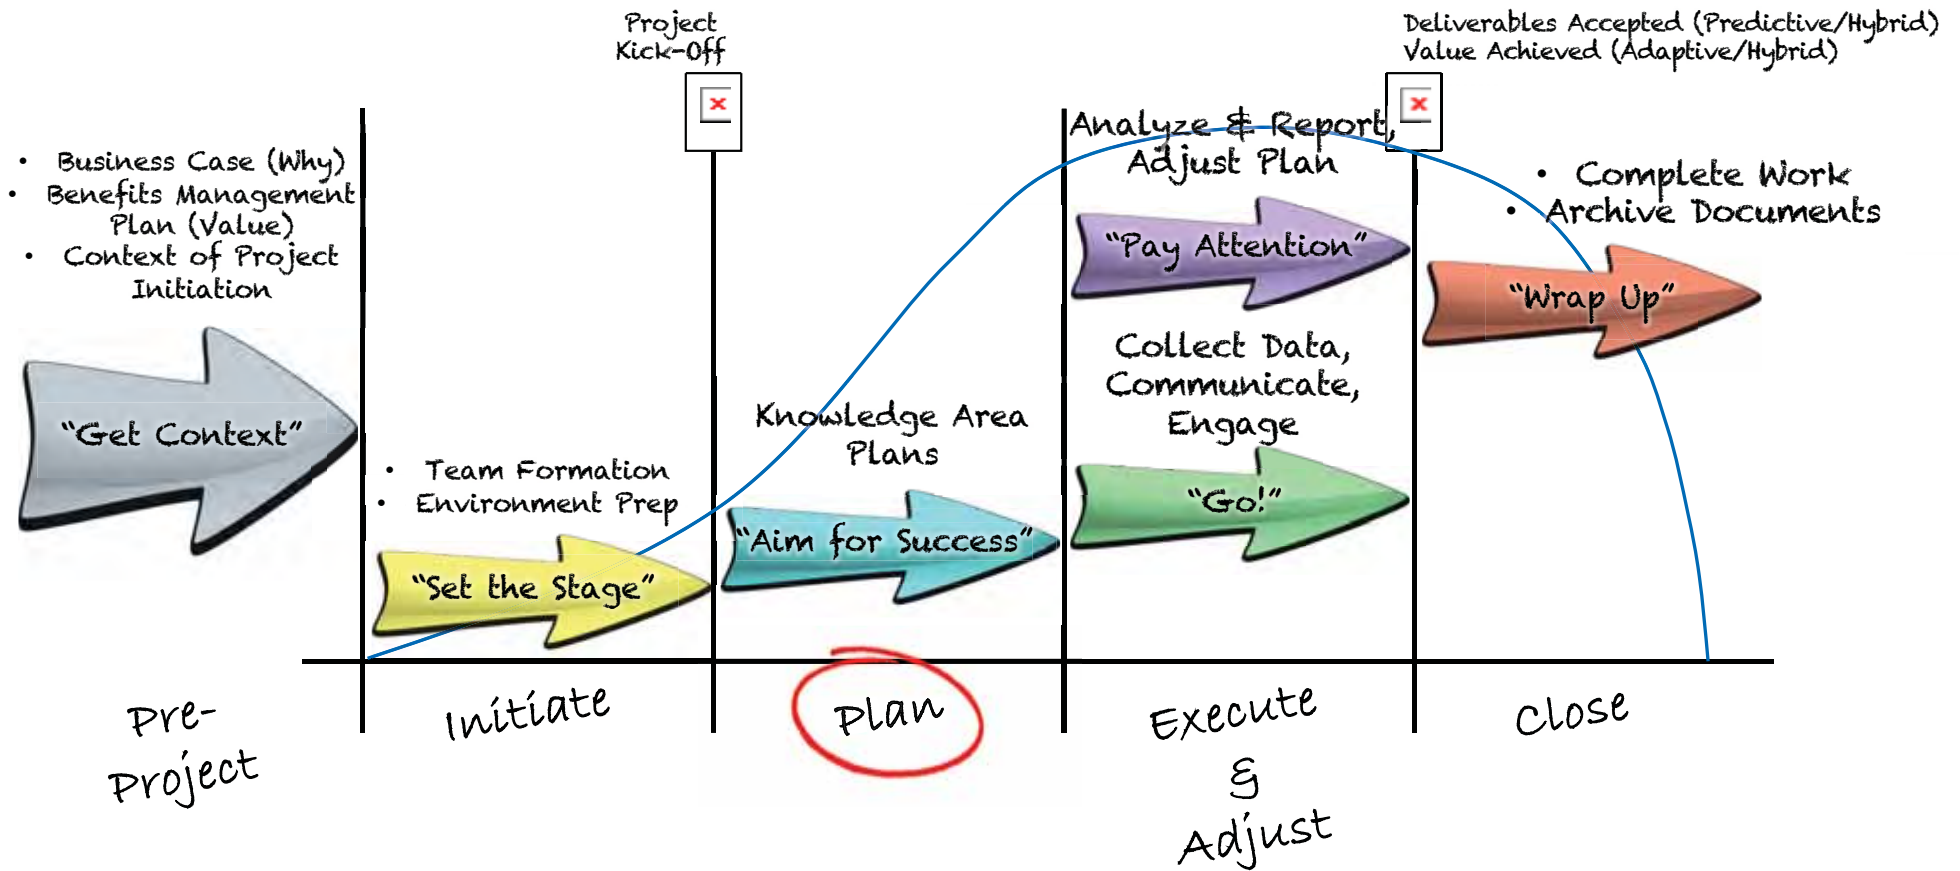 Project
Kick-Off
Deliverables Accepted (Predictive/Hybrid)
Value Achieved (Adaptive/Hybrid)
• Business Case (Why)
• Benefits Management
Plan (Value)
• Context of Project
Initiation
"Get Context"
• Team Formation
• Environment Prep
"Set the Stage"
Knowledge Area
Plans
"Aim for Success"
Analyze & Report,
Adjust Plan
"Pay Attention"
Collect Data,
Communicate,
Engage
"Go!"
• Complete Work
• Archive Documents
"Wrap Up"
Pre-
Project
Initiate
Plan
Execute
&
Adjust
Close